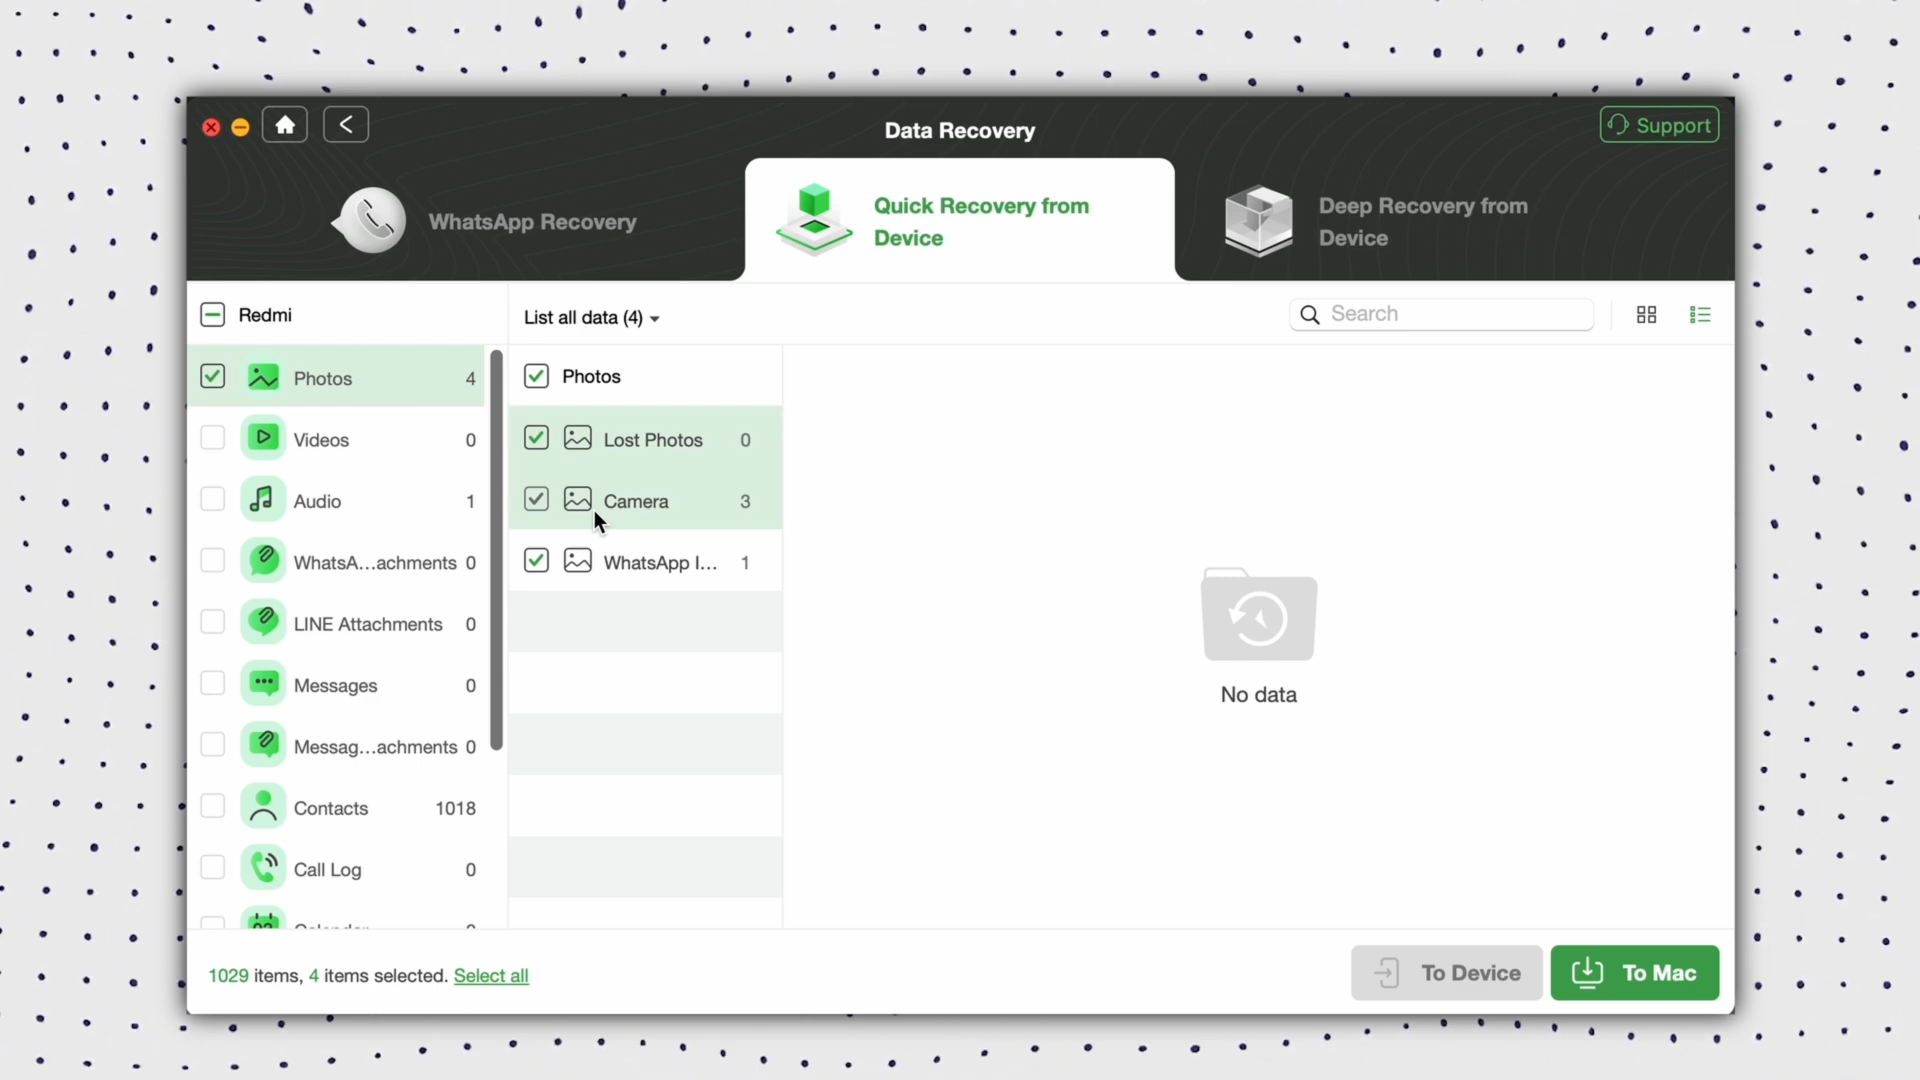 Data Recovery
Support
WhatsApp Recovery
Quick Recovery from
Device
Deep Recovery from
Device
Redmi
List all data (4)
Search
Photos 4
Videos 0
Audio 1
WhatsA...achments 0
LINE Attachments 0
Messages 0
Messag...achments 0
Contacts 1018
Call Log 0
Photos
Lost Photos 0
Camera 3
WhatsApp I... 1
No data
1029 items, 4 items selected. Select all
To Device
To Mac